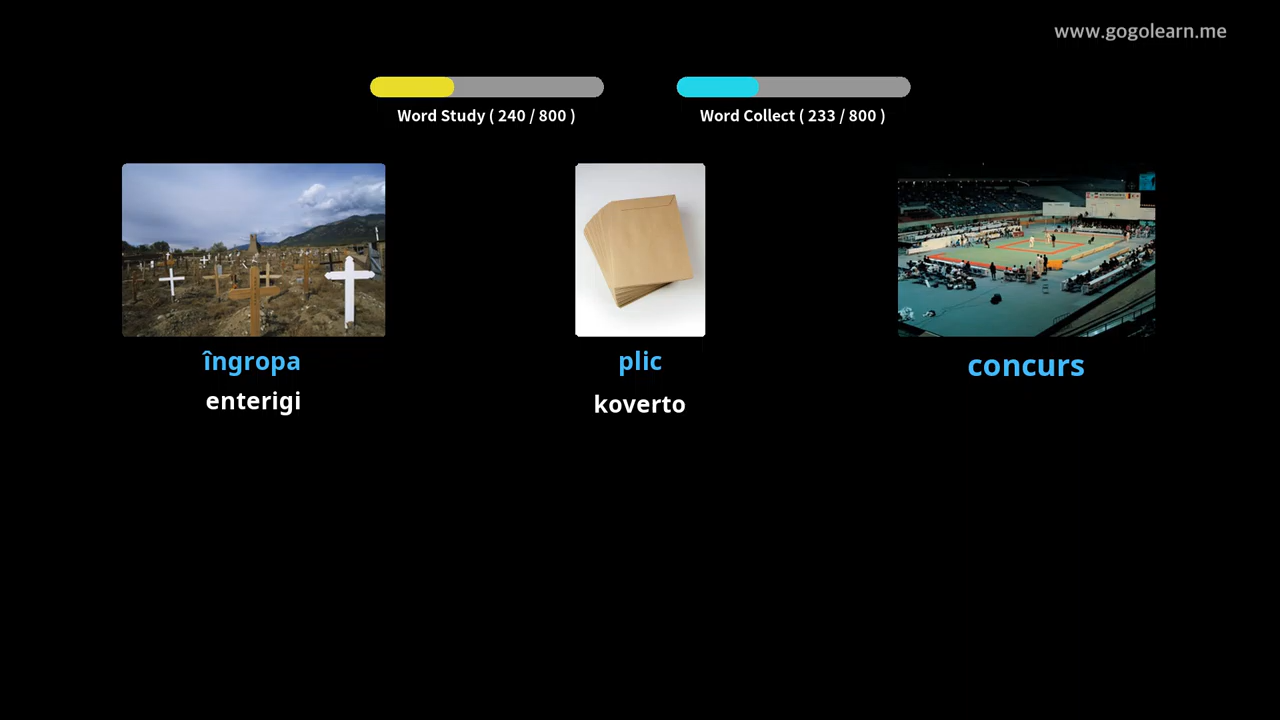 www.gogolearn.me
Word Study ( 240 / 800 )
Word Collect ( 233 / 800 )
îngropa
plic
concurs
enterigi
koverto